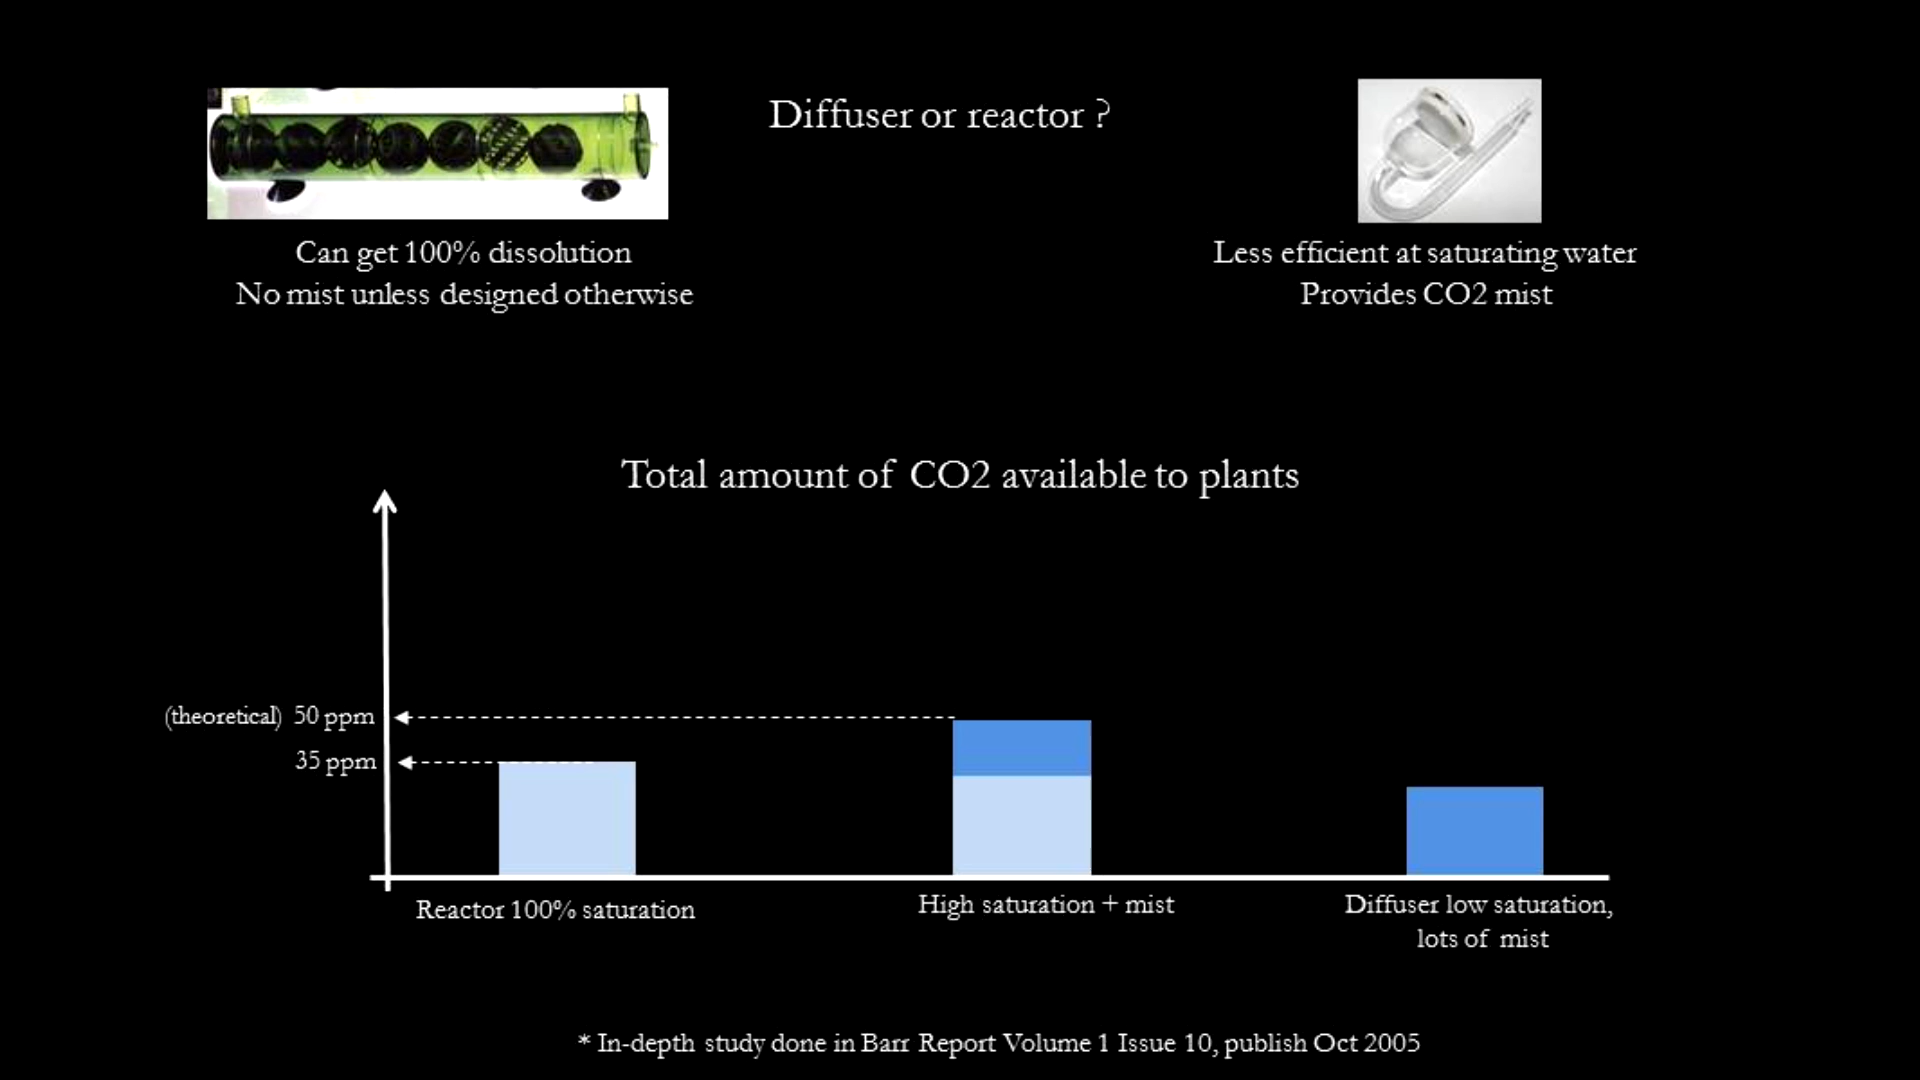 Diffuser or reactor ?
Can get 100% dissolution
No mist unless designed otherwise
Less efficient at saturating water
Provides CO2 mist
Total amount of CO2 available to plants
(theoretical) 50 ppm
35 ppm
Reactor 100% saturation
High saturation + mist
Diffuser low saturation,
lots of mist
* In-depth study done in Barr Report Volume 1 Issue 10, publish Oct 2005